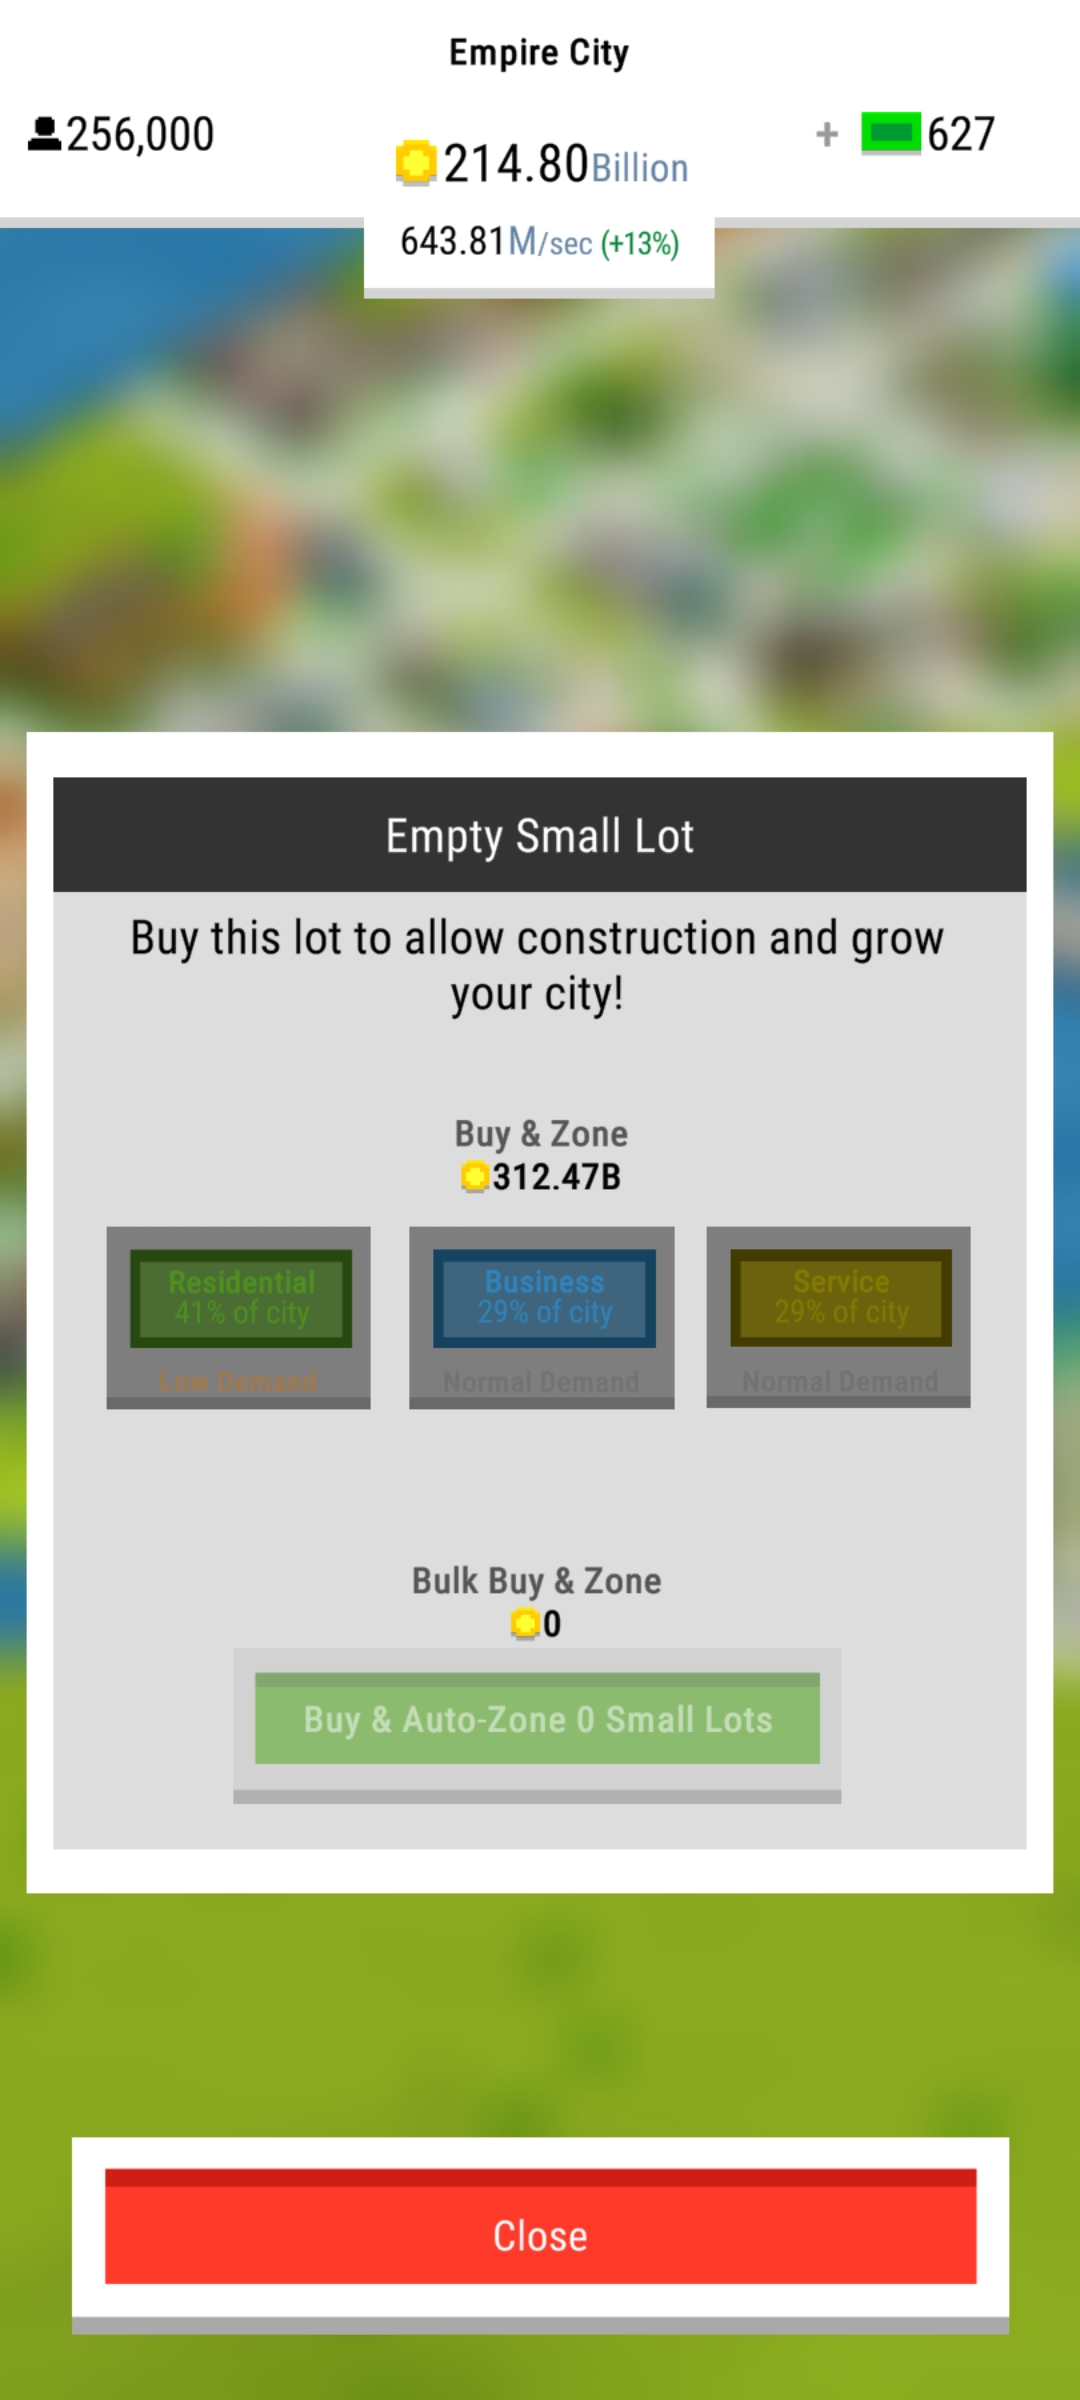 Empire City
256,000
214.80Billion
+ 627
643.81M/sec (+13%)
Empty Small Lot
Buy this lot to allow construction and grow
your city!
Buy & Zone
312.47B
Residential
41% of city
Low Demand
Business
29% of city
Normal Demand
Service
29% of city
Normal Demand
Bulk Buy & Zone
0
Buy & Auto-Zone 0 Small Lots
Close